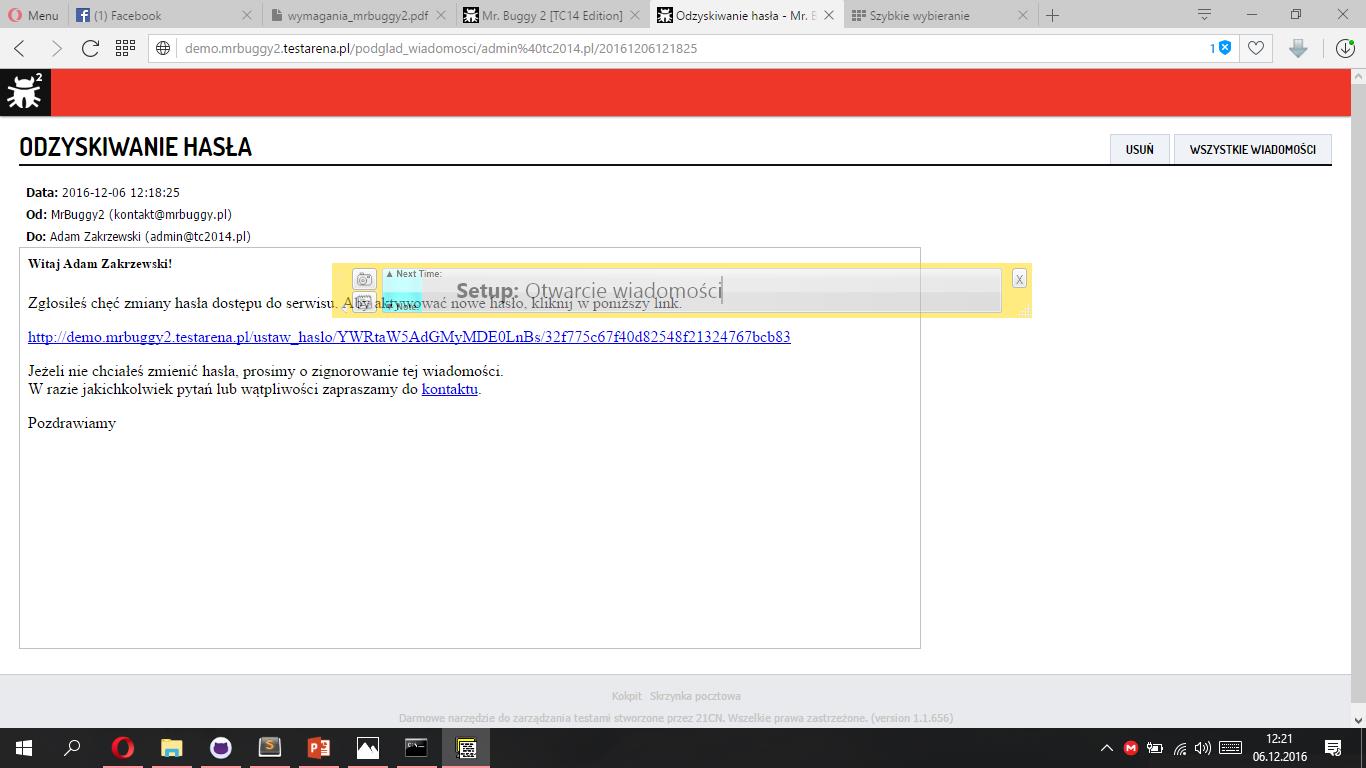 Menu
(1) Facebook
wymagania_mrbuggy2.pdf
Mr. Buggy 2 [TC14 Edition]
Odzyskiwanie hasła - Mr. B
Szybkie wybieranie
demo.mrbuggy2.testarena.pl/podglad_wiadomosci/admin%40tc2014.pl/20161206121825
1
2
ODZYSKIWANIE HASŁA
USUŃ
WSZYSTKIE WIADOMOŚCI
Data: 2016-12-06 12:18:25
Od: MrBuggy2 (kontakt@mrbuggy.pl)
Do: Adam Zakrzewski (admin@tc2014.pl)
Witaj Adam Zakrzewski!
▲ Next Time:
Setup: Otwarcie wiadomości
X
▼ Note:
Zgłosiłeś chęć zmiany hasła dostępu do serwisu. Aby aktywować nowe hasło, kliknij w poniższy link.
http://demo.mrbuggy2.testarena.pl/ustaw_haslo/YWRtaW5AdGMyMDE0LnBs/32f775c67f40d82548f21324767bcb83
Jeżeli nie chciałeś zmienić hasła, prosimy o zignorowanie tej wiadomości.
W razie jakichkolwiek pytań lub wątpliwości zapraszamy do kontaktu.
Pozdrawiamy
Kokpit Skrzynka pocztowa
Darmowe narzędzie do zarządzania testami stworzone przez 21CN. Wszelkie prawa zastrzeżone. (version 1.1.656)
12:21
06.12.2016